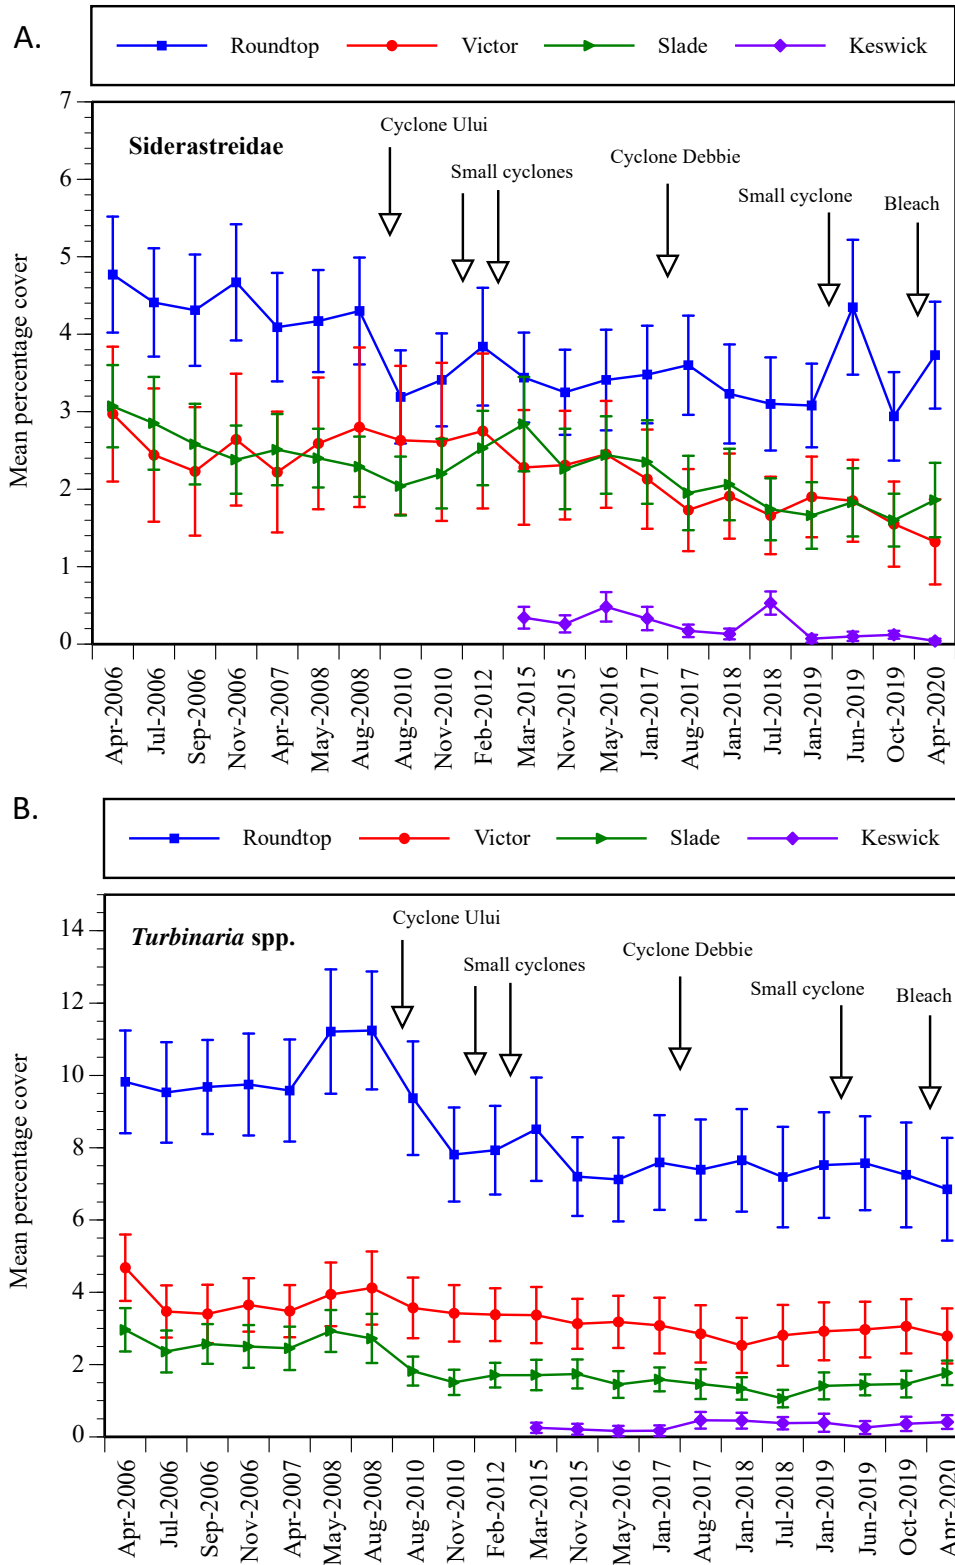 A.
Roundtop Victor Slade Keswick
Siderastreidae
Cyclone Ului
Small cyclones
Cyclone Debbie
Small cyclone
Bleach
Mean percentage cover
7
6
5
4
3
2
1
0
Apr-2006
Jul-2006
Sep-2006
Nov-2006
Apr-2007
May-2008
Aug-2008
Aug-2010
Nov-2010
Feb-2012
Mar-2015
Nov-2015
May-2016
Jan-2017
Aug-2017
Jan-2018
Jul-2018
Jan-2019
Jun-2019
Oct-2019
Apr-2020
B.
Roundtop Victor Slade Keswick
Turbinaria spp.
Cyclone Ului
Small cyclones
Cyclone Debbie
Small cyclone
Bleach
Mean percentage cover
14
12
10
8
6
4
2
0
Apr-2006
Jul-2006
Sep-2006
Nov-2006
Apr-2007
May-2008
Aug-2008
Aug-2010
Nov-2010
Feb-2012
Mar-2015
Nov-2015
May-2016
Jan-2017
Aug-2017
Jan-2018
Jul-2018
Jan-2019
Jun-2019
Oct-2019
Apr-2020